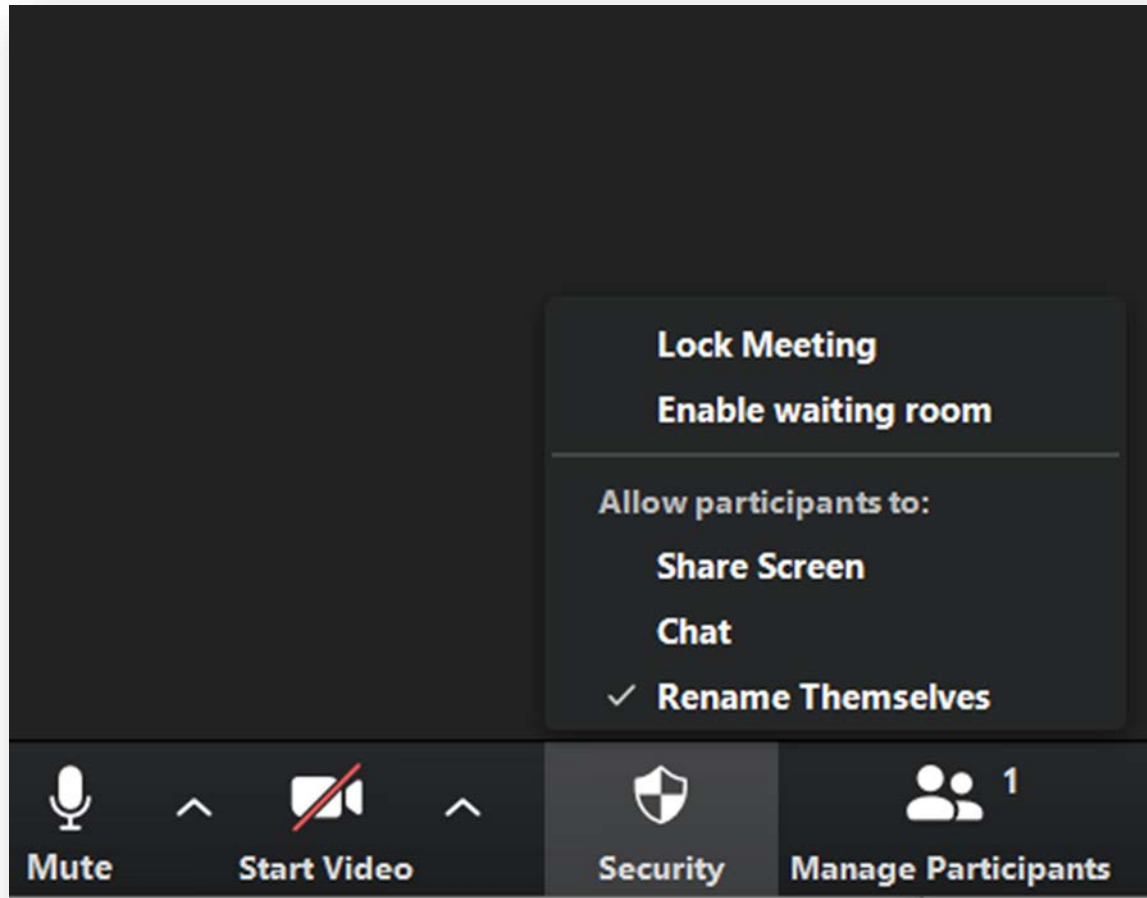 Lock Meeting
Enable waiting room
Allow participants to:
Share Screen
Chat
Rename Themselves
1
Mute
Start Video
Security
Manage Participants